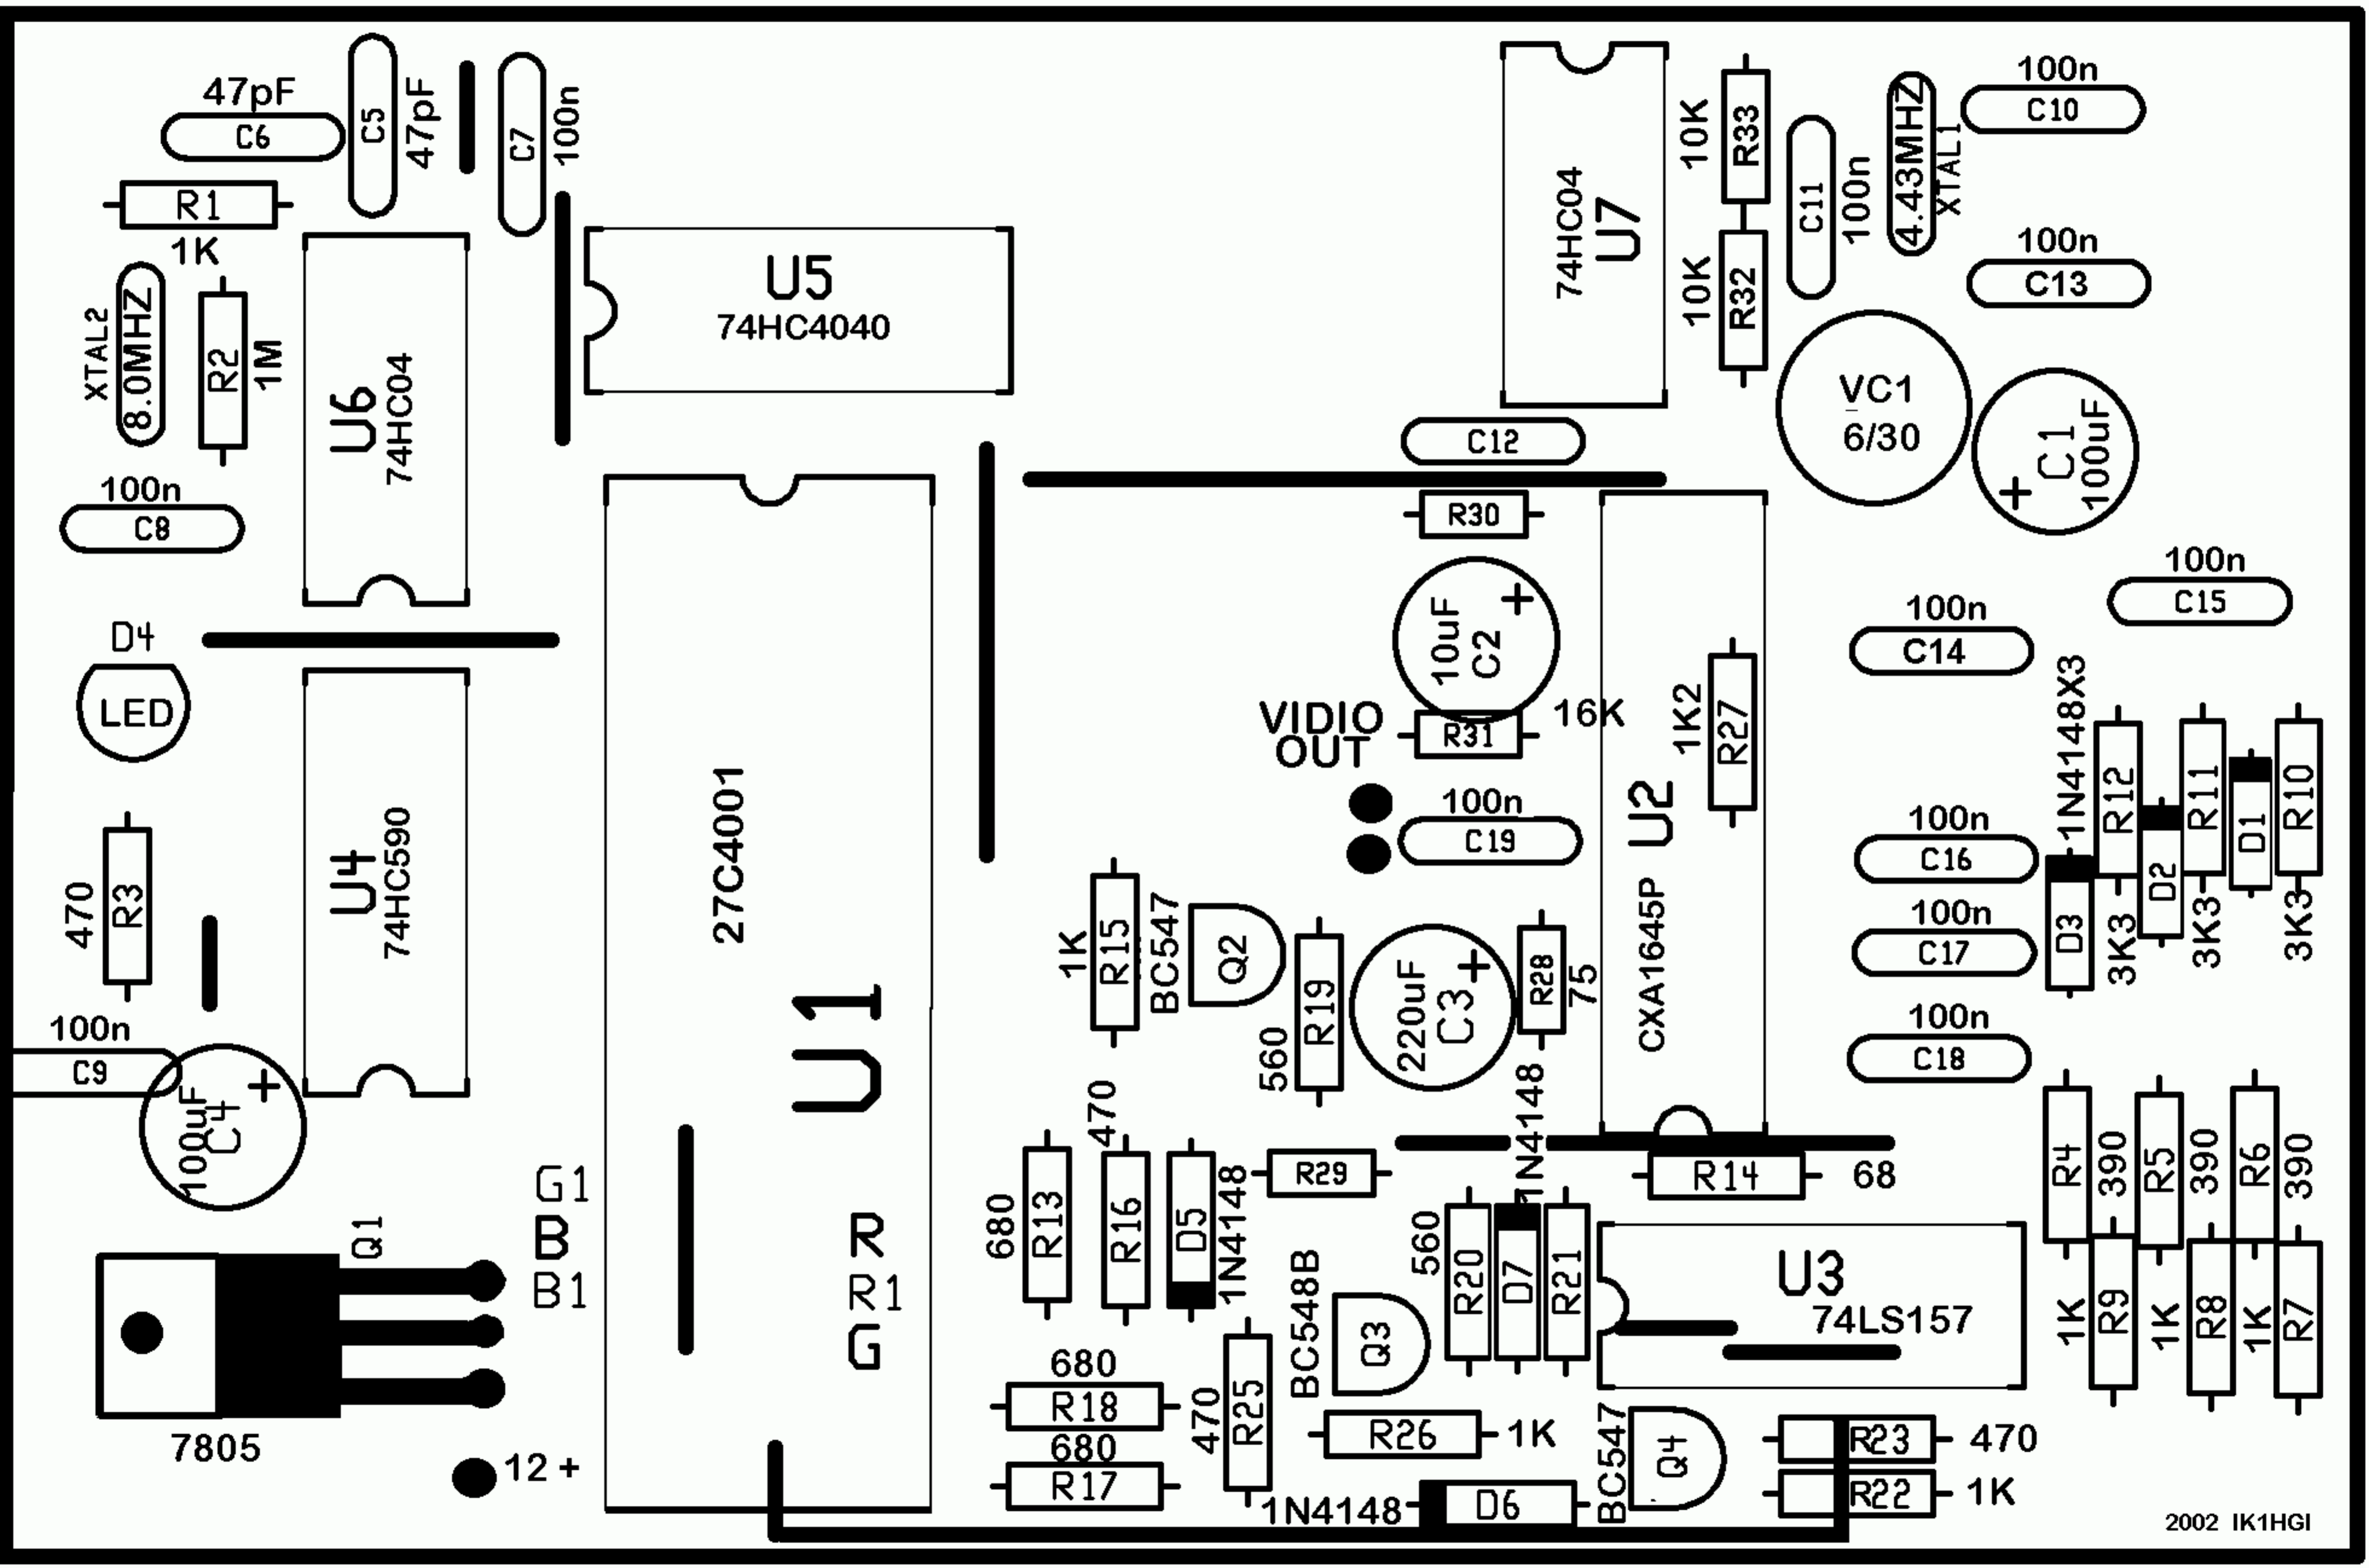 47pF
C6
C5
47pF
C7
100n
R1
1K
XTAL2
8.0MHZ
R2
1M
U6
74HC04
U5
74HC4040
100n
C8
D4
LED
U4
74HC590
470
R3
100n
C9
100uF
C4
Q1
7805
12 +
G1
B
B1
27C4001
U1
R
R1
G
74HC04
U7
10K
R33
10K
R32
C11
100n
4.43MHZ
XTAL1
100n
C10
100n
C13
VC1
6/30
C1
100uF
C12
R30
10uF
C2
R31
16K
VIDIO
OUT
100n
C19
1K2
R27
U2
CXA1645P
100n
C15
100n
C14
1N4148X3
R12
R11
D1
R10
D2
D3
3K3
3K3
3K3
100n
C16
100n
C17
100n
C18
1K
R15
BC547
Q2
560
R19
220uF
C3
R28
75
1N4148
470
680
R13
R16
D5
1N4148
R29
R14
68
560
R20
D7
R21
U3
74LS157
BC548B
Q3
R4
390
R5
390
R6
390
1K
R9
1K
R8
1K
R7
680
R18
680
R17
470
R25
R26
1K
BC547
Q4
R23
470
R22
1K
1N4148
D6
2002 IK1HGI